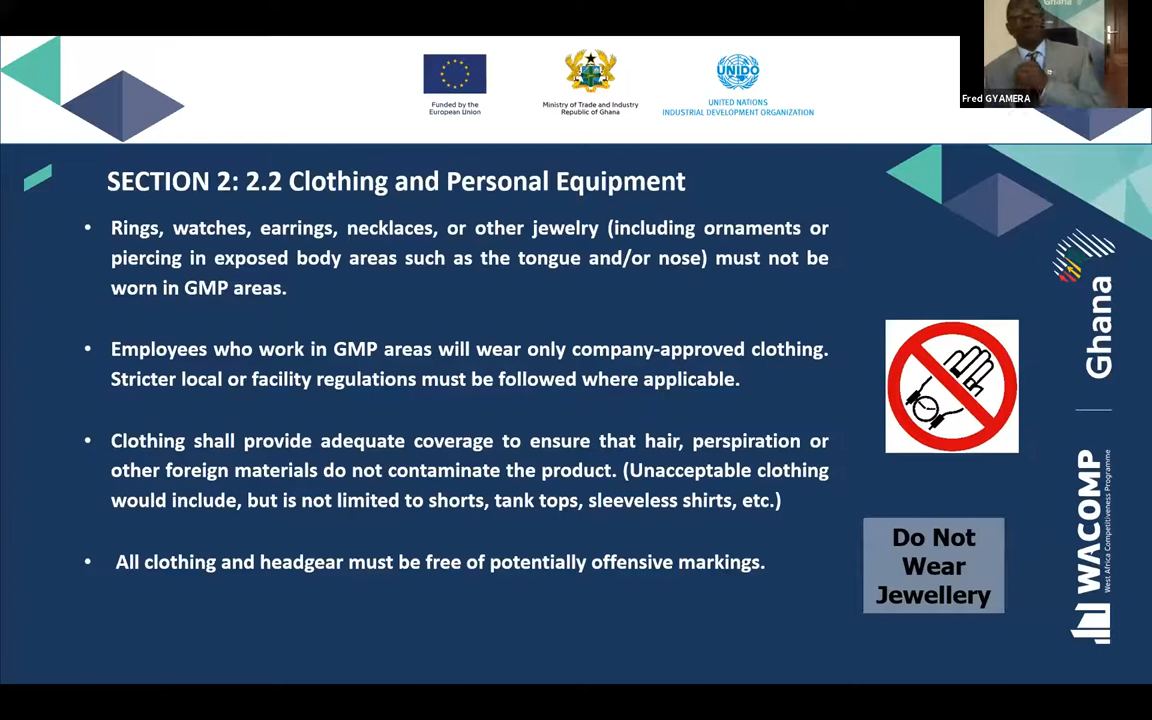 Ghana
Funded by the
European Union
Ministry of Trade and Industry
Republic of Ghana
UNIDO
UNITED NATIONS
INDUSTRIAL DEVELOPMENT ORGANIZATION
Fred GYAMERA
SECTION 2: 2.2 Clothing and Personal Equipment
• Rings, watches, earrings, necklaces, or other jewelry (including ornaments or
piercing in exposed body areas such as the tongue and/or nose) must not be
worn in GMP areas.
• Employees who work in GMP areas will wear only company-approved clothing.
Stricter local or facility regulations must be followed where applicable.
• Clothing shall provide adequate coverage to ensure that hair, perspiration or
other foreign materials do not contaminate the product. (Unacceptable clothing
would include, but is not limited to shorts, tank tops, sleeveless shirts, etc.)
• All clothing and headgear must be free of potentially offensive markings.
Do Not
Wear
Jewellery
Ghana
WACOMP
West Africa Competitiveness Programme